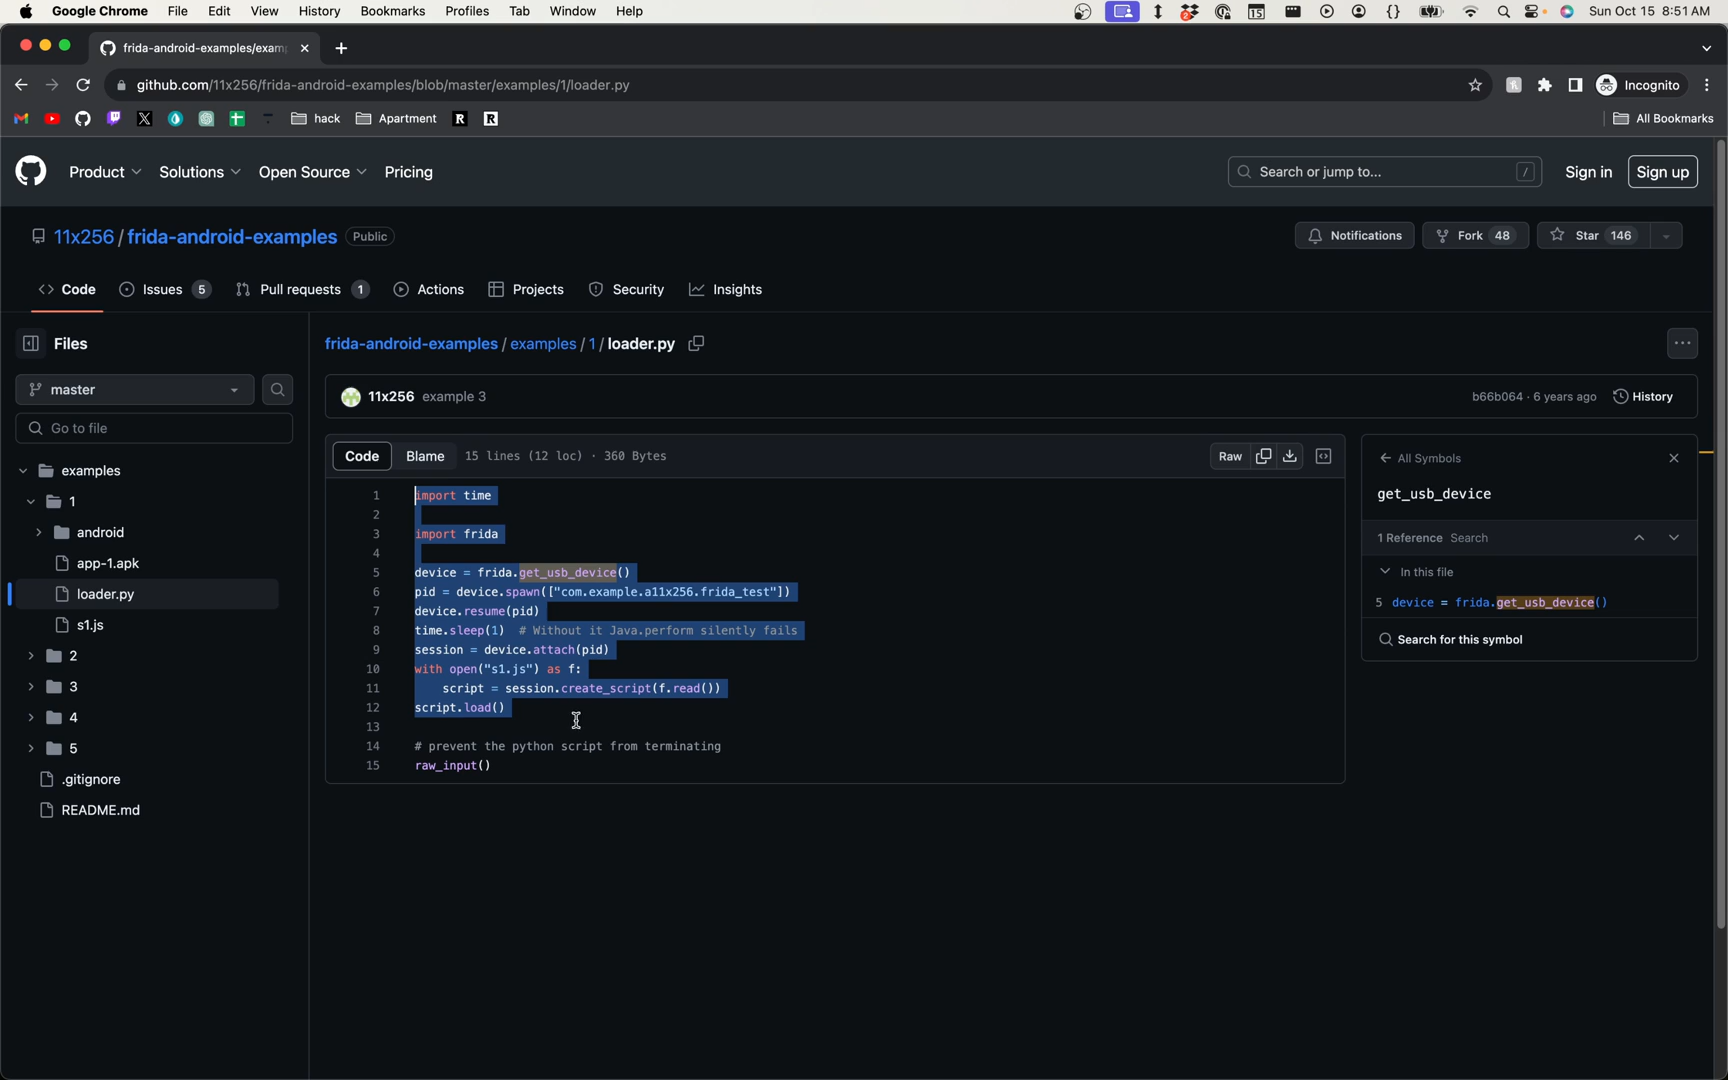 Google Chrome File Edit View History Bookmarks Profiles Tab Window Help 15 Sun Oct 15 8:51 AM
frida-android-examples/exam
github.com/11x256/frida-android-examples/blob/master/examples/1/loader.py Incognito
hack Apartment R R All Bookmarks
Product Solutions Open Source Pricing Search or jump to... / Sign in Sign up
11x256 / frida-android-examples Public Notifications Fork 48 Star 146
<> Code Issues 5 Pull requests 1 Actions Projects Security Insights
Files
frida-android-examples / examples / 1 / loader.py
master
11x256 example 3 b66b064 · 6 years ago History
Go to file
Code Blame 15 lines (12 loc) · 360 Bytes Raw
All Symbols
get_usb_device
1 Reference Search
In this file
5 device = frida.get_usb_device()
Search for this symbol
examples
1
android
app-1.apk
loader.py
s1.js
2
3
4
5
.gitignore
README.md
1 import time
2
3 import frida
4
5 device = frida.get_usb_device()
6 pid = device.spawn(["com.example.a11x256.frida_test"])
7 device.resume(pid)
8 time.sleep(1)  # Without it Java.perform silently fails
9 session = device.attach(pid)
10 with open("s1.js") as f:
11     script = session.create_script(f.read())
12 script.load()
13
14 # prevent the python script from terminating
15 raw_input()